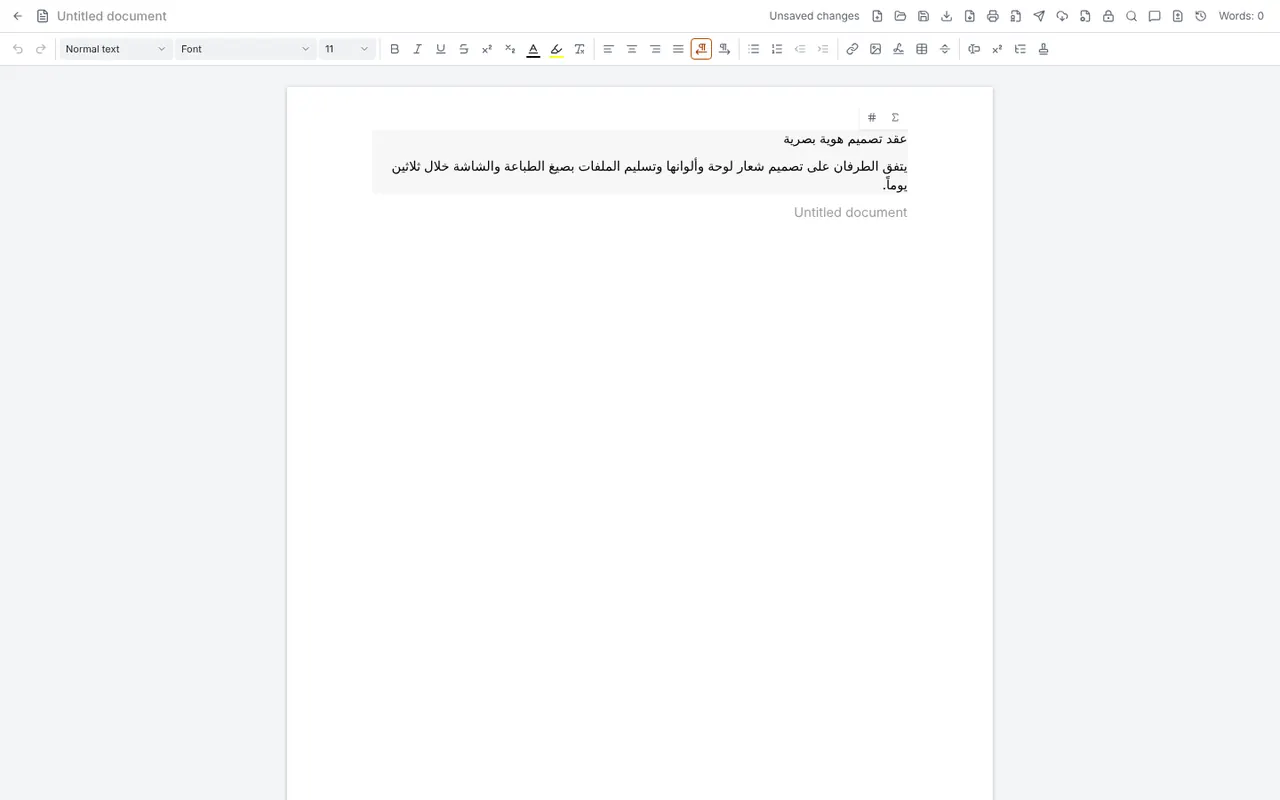 Untitled document
Unsaved changes
Words: 0
Normal text
Font
11
# Σ
عقد تصميم هوية بصرية
يتفق الطرفان على تصميم شعار لوحة وألوانها وتسليم الملفات بصيغ الطباعة والشاشة خلال ثلاثين
يوماً.
Untitled document